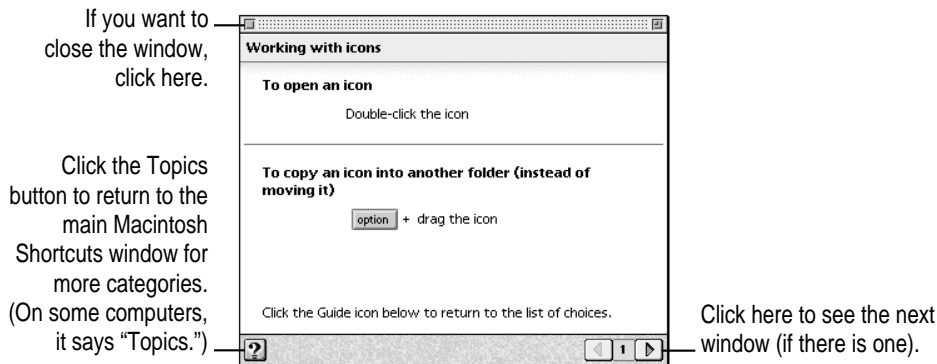 If you want to
close the window,
click here.
Working with icons
To open an icon
Double-click the icon
Click the Topics
button to return to the
main Macintosh
Shortcuts window for
more categories.
(On some computers,
it says “Topics.”)
To copy an icon into another folder (instead of
moving it)
option + drag the icon
Click the Guide icon below to return to the list of choices.
?
1
Click here to see the next
window (if there is one).